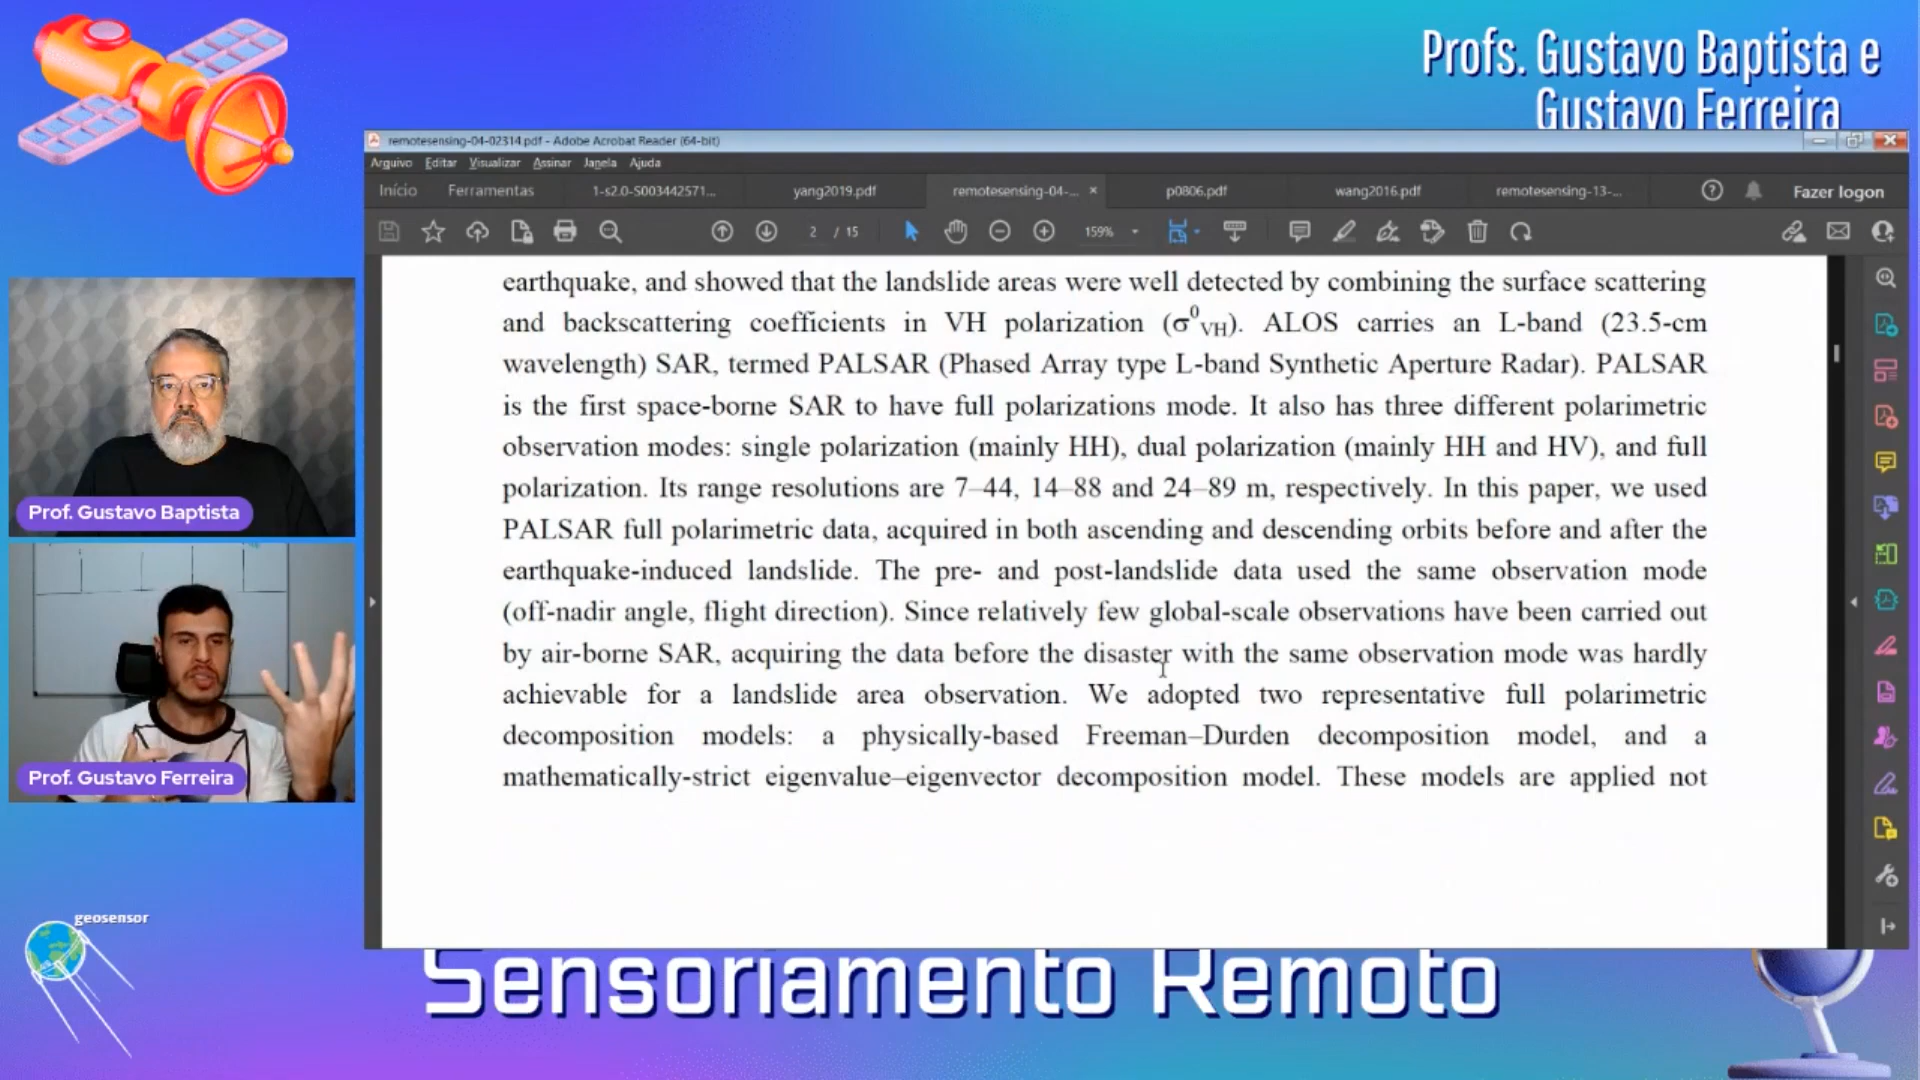 Profs. Gustavo Baptista e
Gustavo Ferreira
remotesensing-04-02314.pdf - Adobe Acrobat Reader (64-bit)
Arquivo Editar Visualizar Assinar Janela Ajuda
Início Ferramentas 1-s2.0-S003442571... yang2019.pdf remotesensing-04-... × p0806.pdf wang2016.pdf remotesensing-13-... Fazer logon
2 / 15 159%
earthquake, and showed that the landslide areas were well detected by combining the surface scattering
and backscattering coefficients in VH polarization (σ⁰VH). ALOS carries an L-band (23.5-cm
wavelength) SAR, termed PALSAR (Phased Array type L-band Synthetic Aperture Radar). PALSAR
is the first space-borne SAR to have full polarizations mode. It also has three different polarimetric
observation modes: single polarization (mainly HH), dual polarization (mainly HH and HV), and full
polarization. Its range resolutions are 7–44, 14–88 and 24–89 m, respectively. In this paper, we used
PALSAR full polarimetric data, acquired in both ascending and descending orbits before and after the
earthquake-induced landslide. The pre- and post-landslide data used the same observation mode
(off-nadir angle, flight direction). Since relatively few global-scale observations have been carried out
by air-borne SAR, acquiring the data before the disaster with the same observation mode was hardly
achievable for a landslide area observation. We adopted two representative full polarimetric
decomposition models: a physically-based Freeman–Durden decomposition model, and a
mathematically-strict eigenvalue–eigenvector decomposition model. These models are applied not
Prof. Gustavo Baptista
Prof. Gustavo Ferreira
geosensor
Sensoriamento Remoto